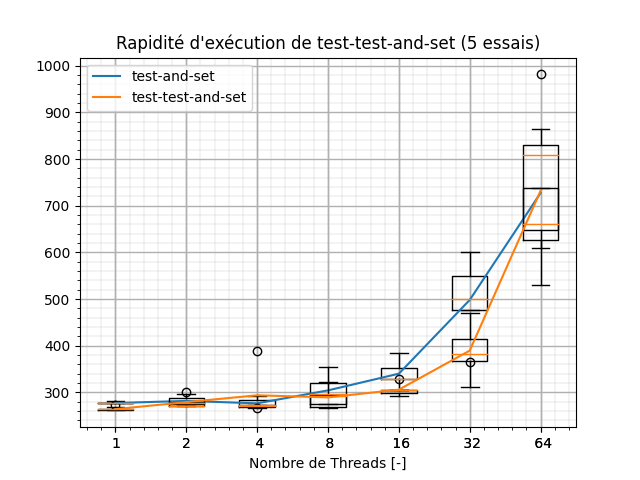 Rapidité d'exécution de test-test-and-set (5 essais)
test-and-set
test-test-and-set
1000
900
800
700
600
500
400
300
1 2 4 8 16 32 64
Nombre de Threads [-]